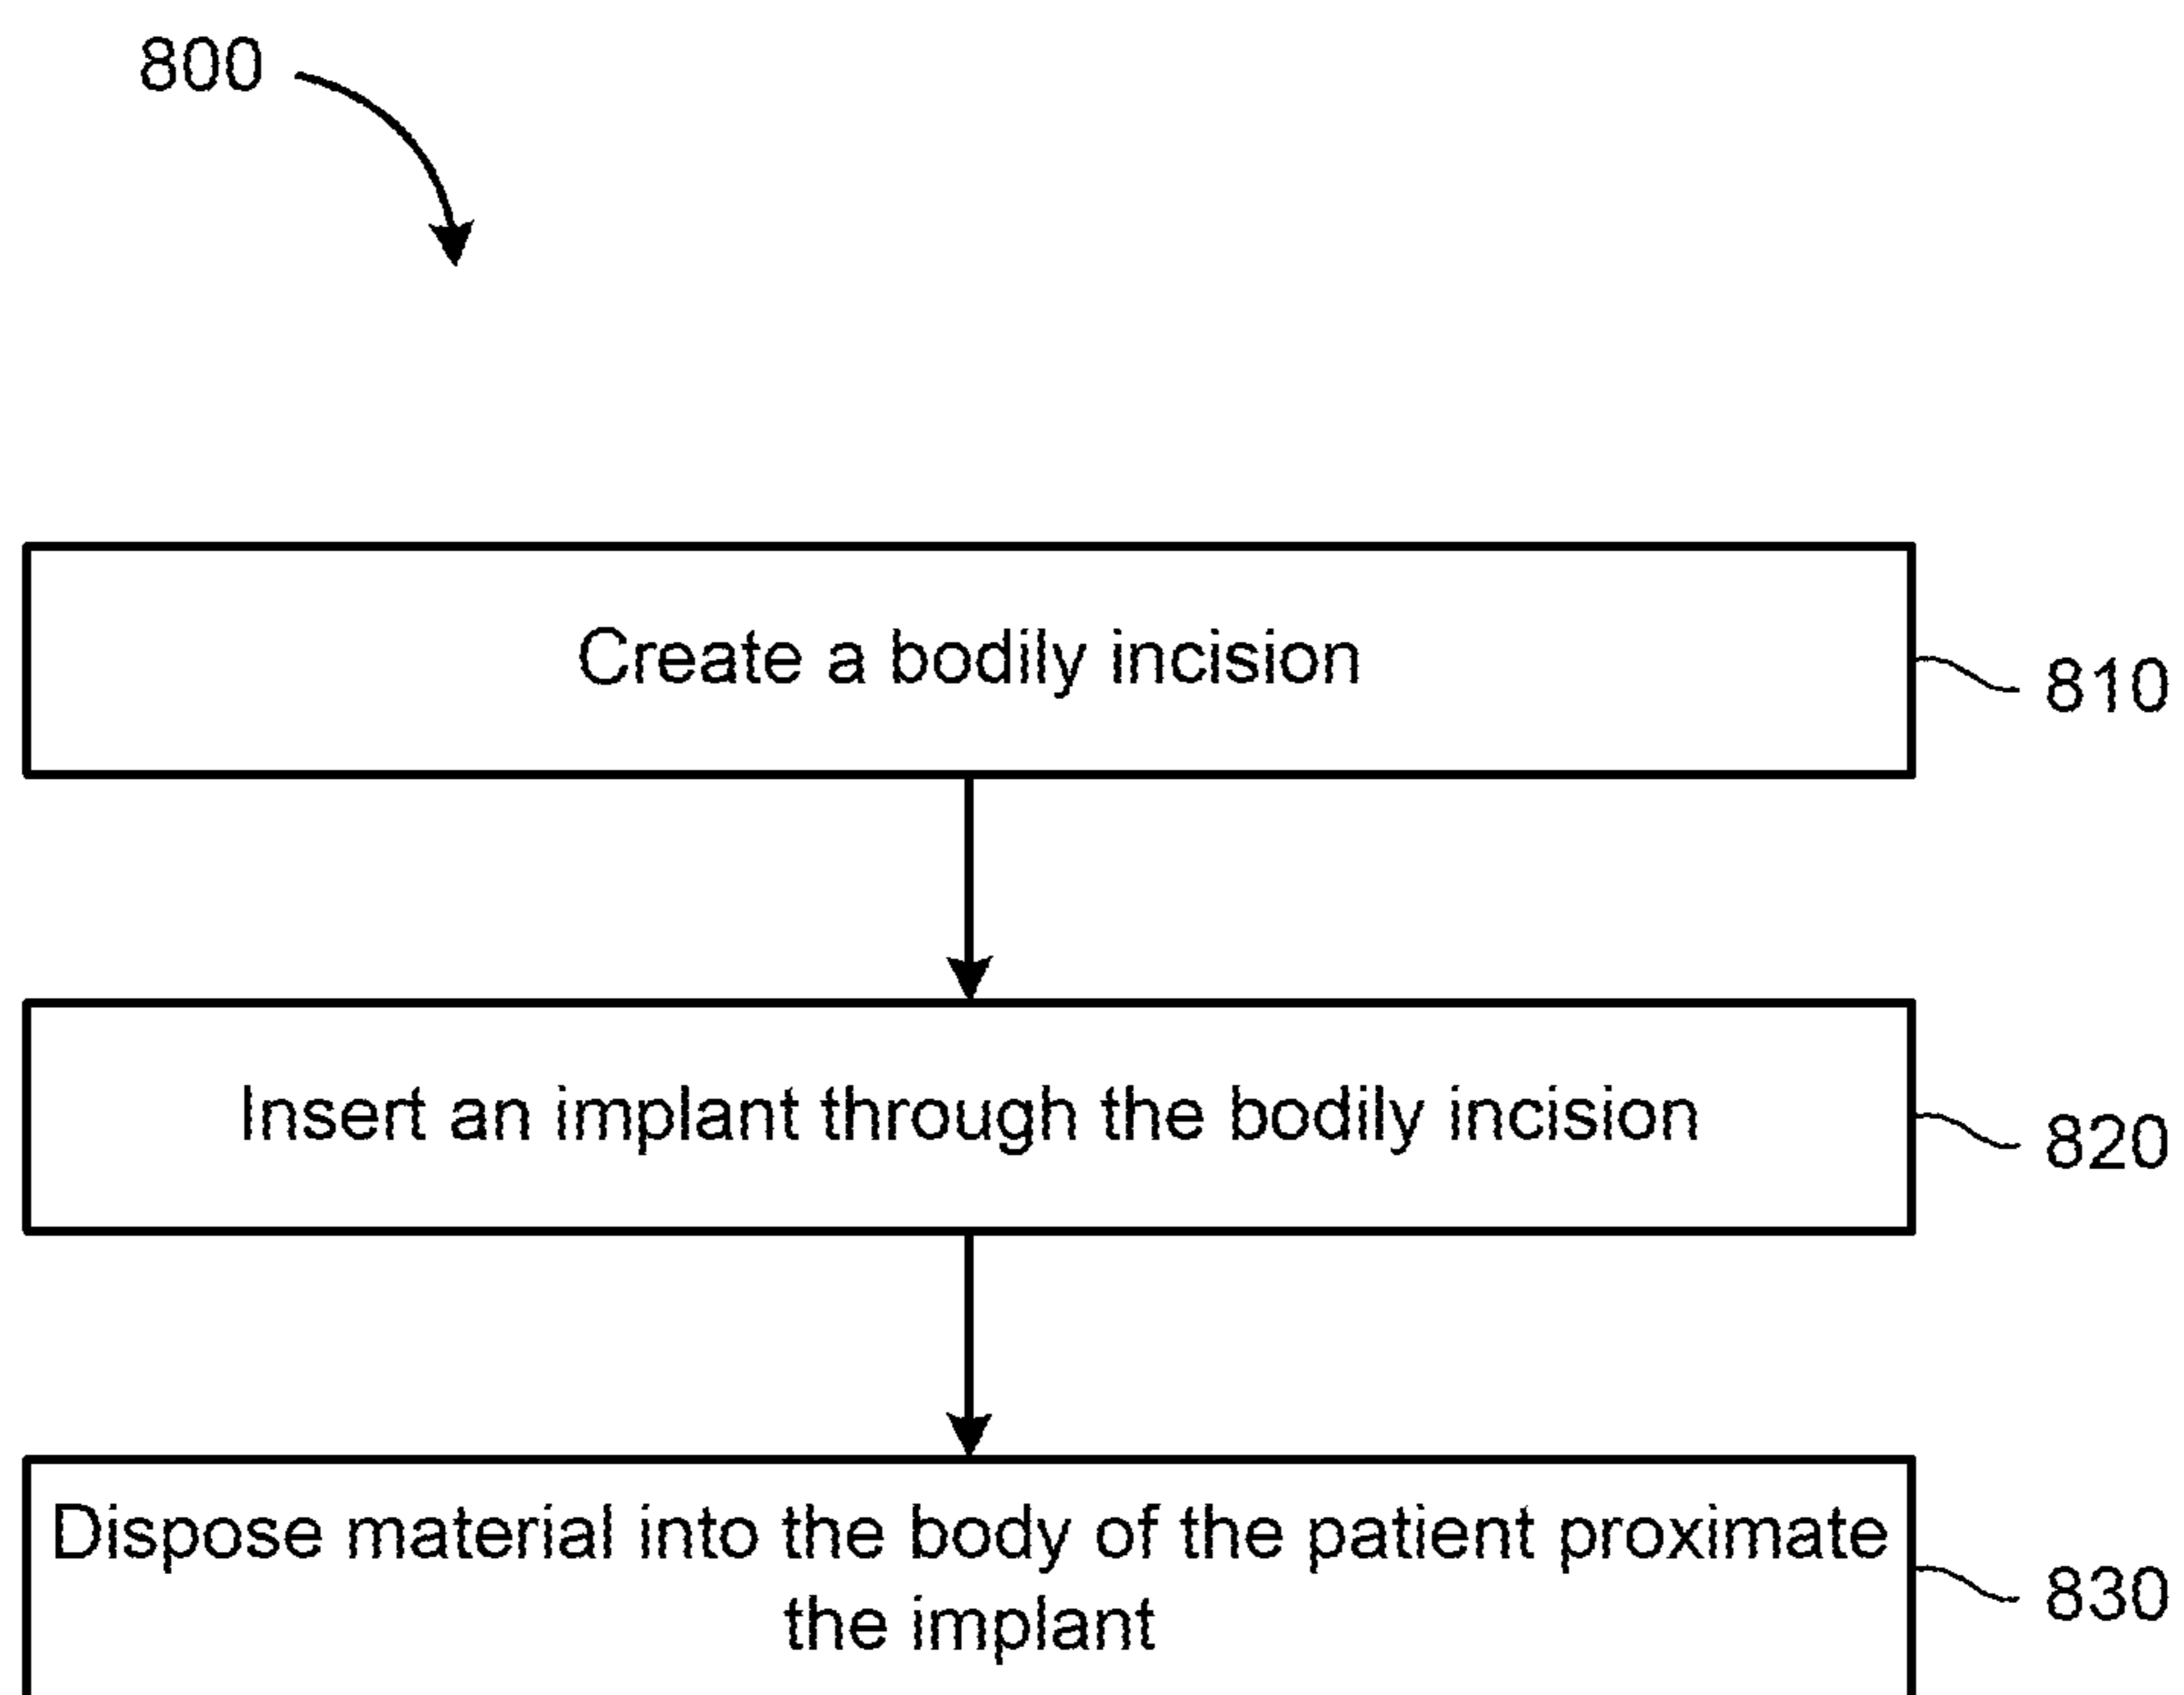 800
Create a bodily incision
810
Insert an implant through the bodily incision
820
Dispose material into the body of the patient proximate
the implant
830